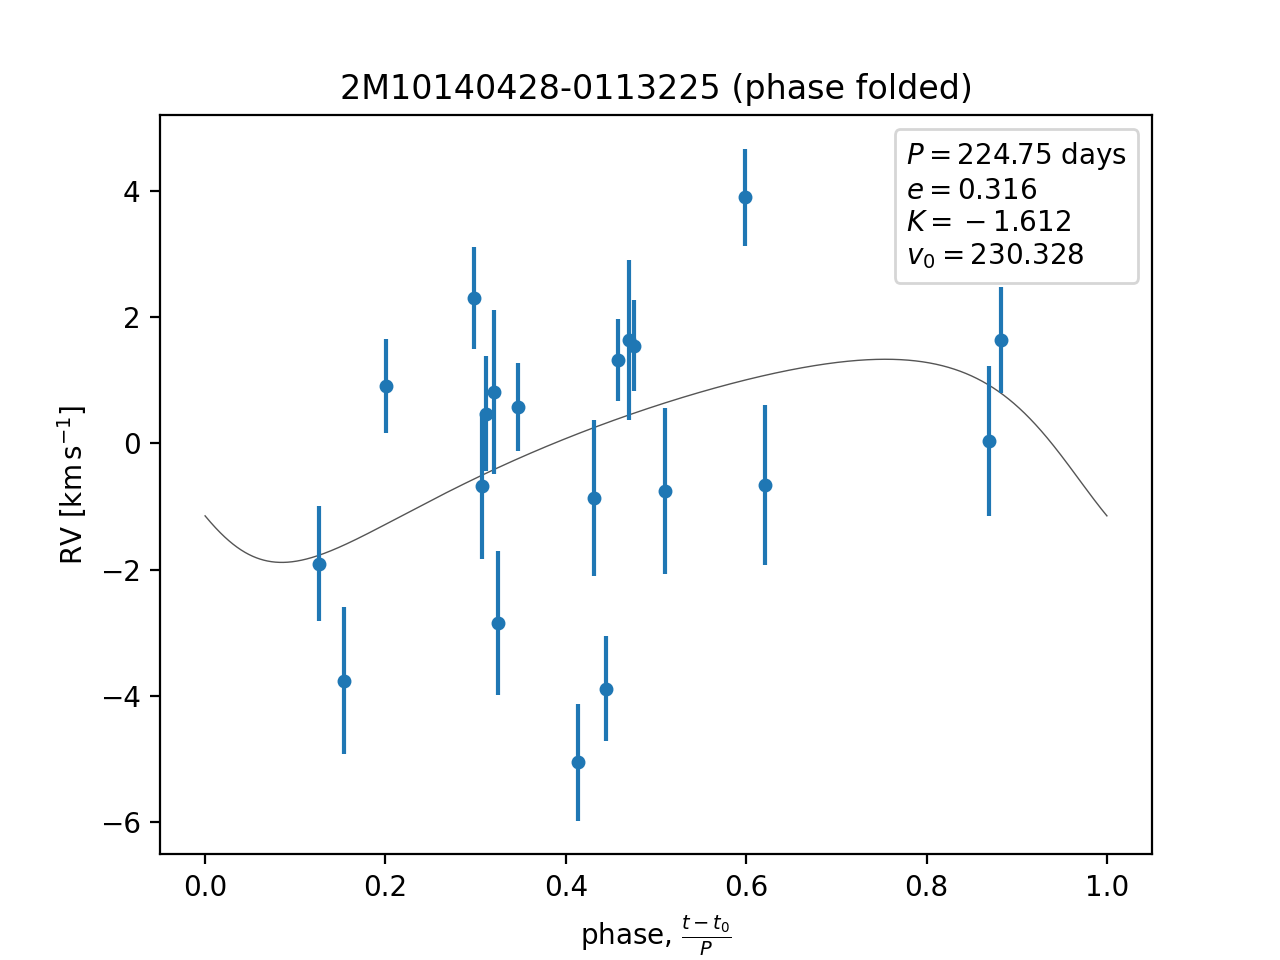 2M10140428-0113225 (phase folded)
P = 224.75 days
e = 0.316
K = −1.612
v₀ = 230.328
4
2
0
−2
−4
−6
RV [km s⁻¹]
0.0 0.2 0.4 0.6 0.8 1.0
phase, (t − t₀)/P